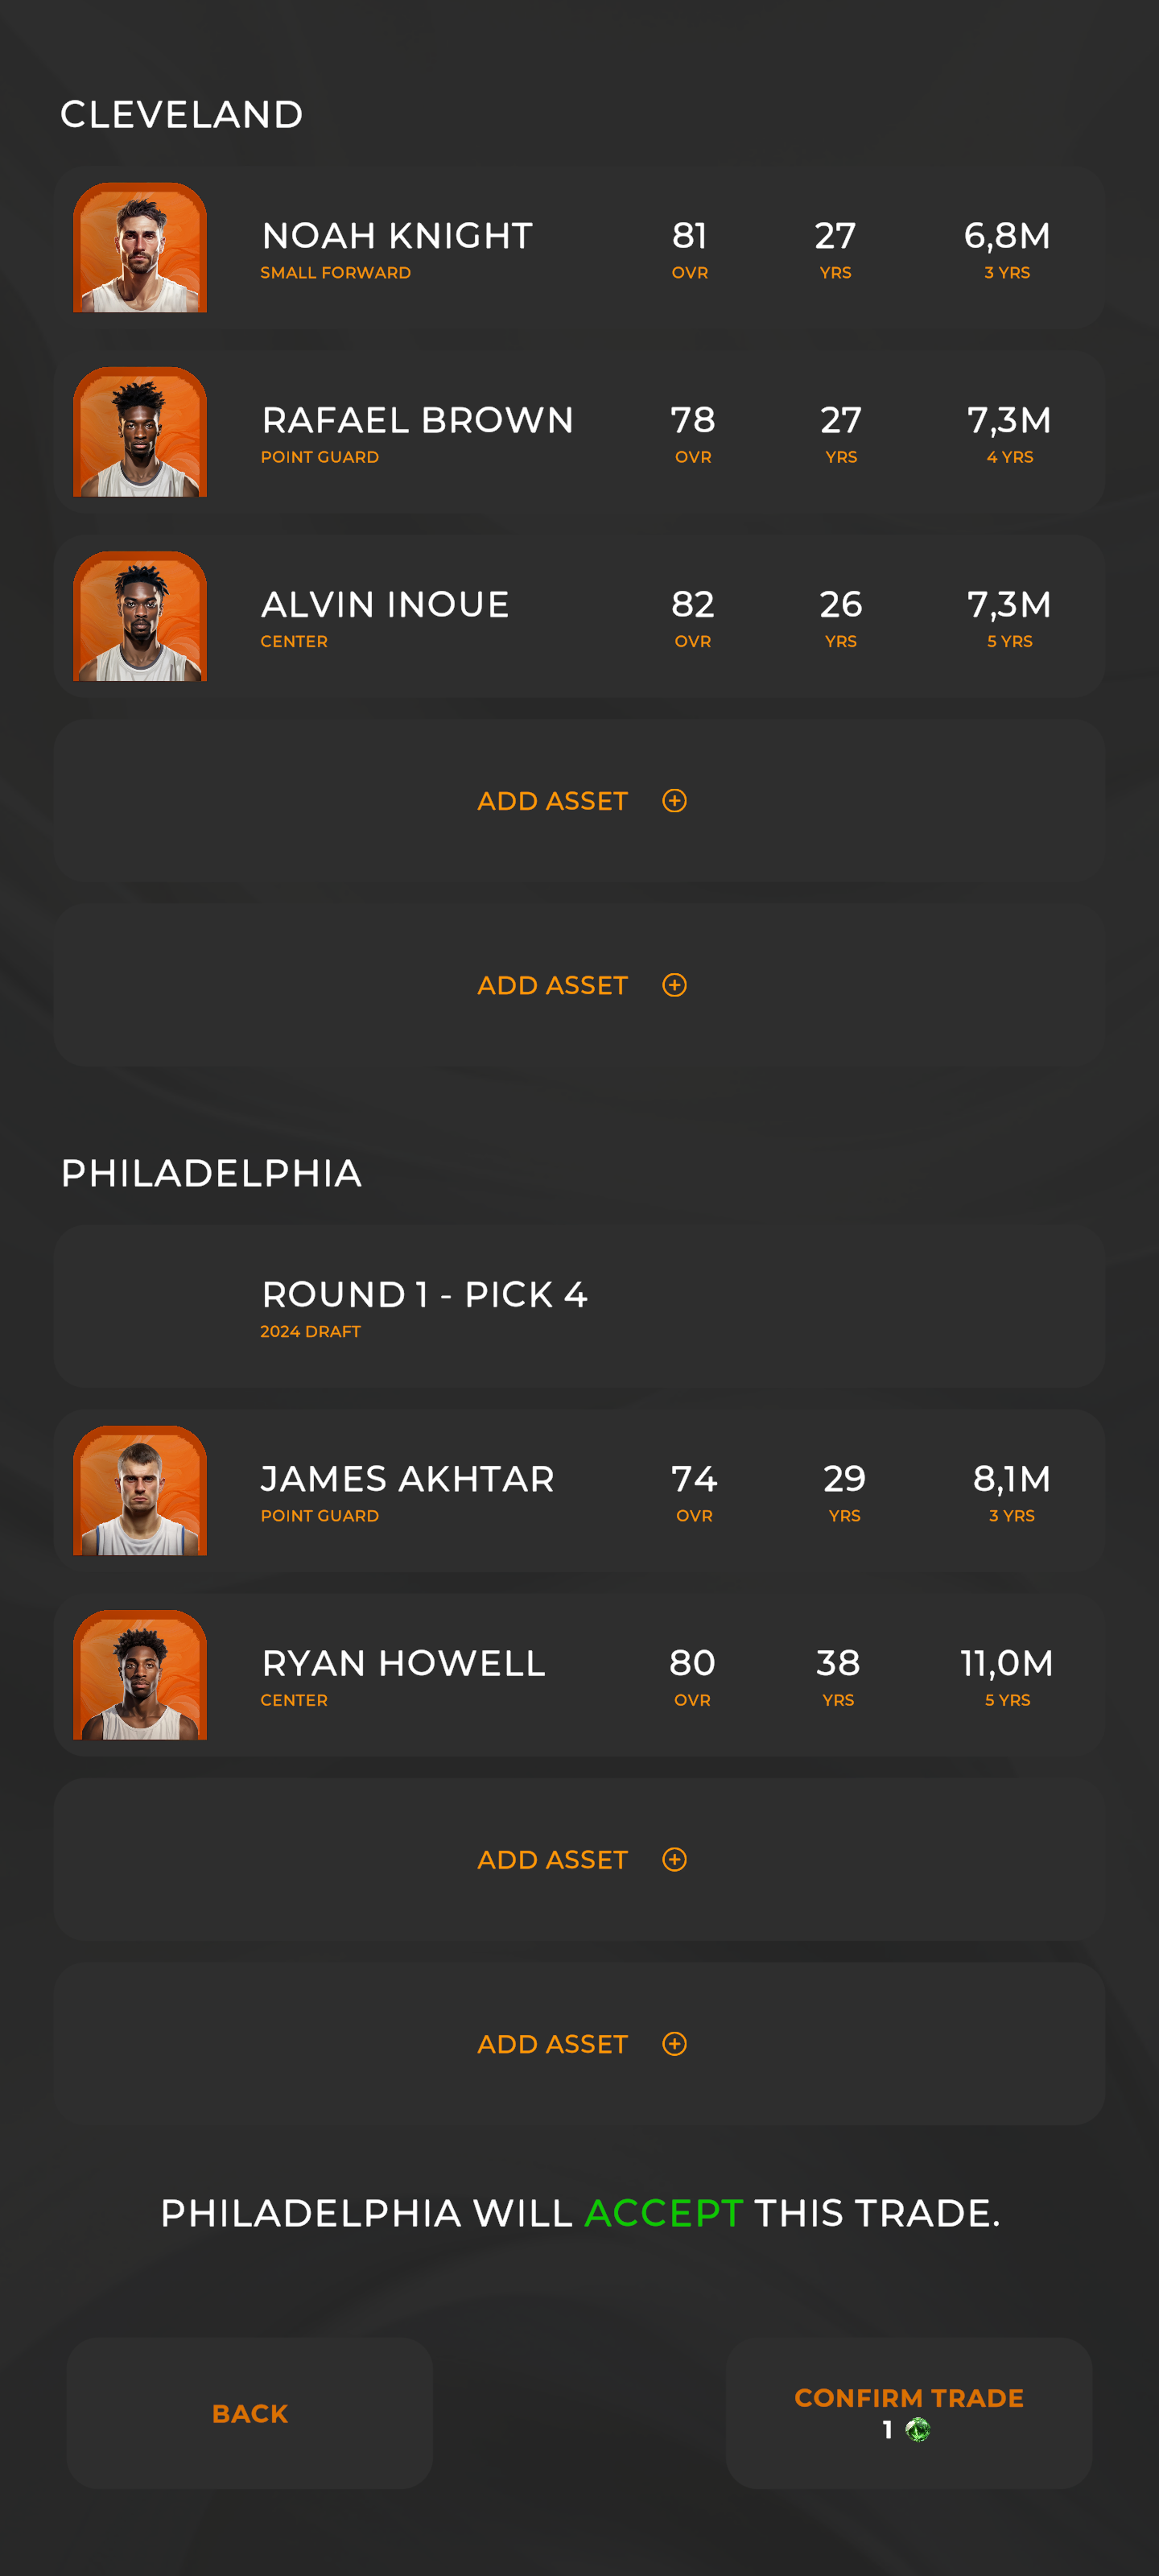 CLEVELAND
NOAH KNIGHT 81 27 6,8M
SMALL FORWARD OVR YRS 3 YRS
RAFAEL BROWN 78 27 7,3M
POINT GUARD OVR YRS 4 YRS
ALVIN INOUE 82 26 7,3M
CENTER OVR YRS 5 YRS
ADD ASSET
ADD ASSET
PHILADELPHIA
ROUND 1 - PICK 4
2024 DRAFT
JAMES AKHTAR 74 29 8,1M
POINT GUARD OVR YRS 3 YRS
RYAN HOWELL 80 38 11,0M
CENTER OVR YRS 5 YRS
ADD ASSET
ADD ASSET
PHILADELPHIA WILL ACCEPT THIS TRADE.
BACK
CONFIRM TRADE
1